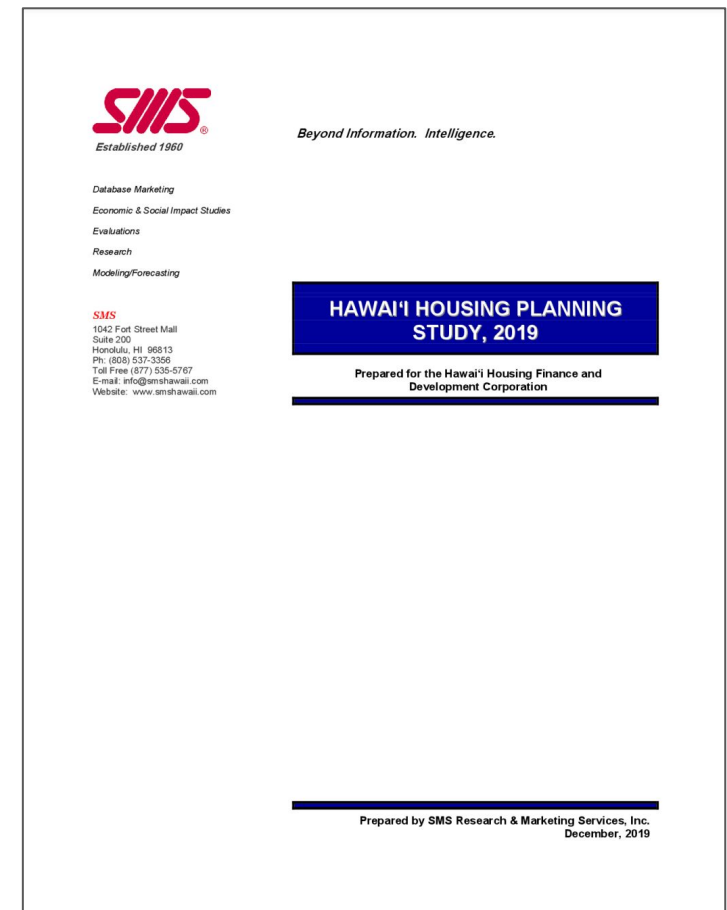 SMS®
Established 1960
Beyond Information. Intelligence.
Database Marketing
Economic & Social Impact Studies
Evaluations
Research
Modeling/Forecasting
SMS
1042 Fort Street Mall
Suite 200
Honolulu, HI 96813
Ph: (808) 537-3356
Toll Free (877) 535-5767
E-mail: info@smshawaii.com
Website: www.smshawaii.com
HAWAIʻI HOUSING PLANNING
STUDY, 2019
Prepared for the Hawaiʻi Housing Finance and
Development Corporation
Prepared by SMS Research & Marketing Services, Inc.
December, 2019